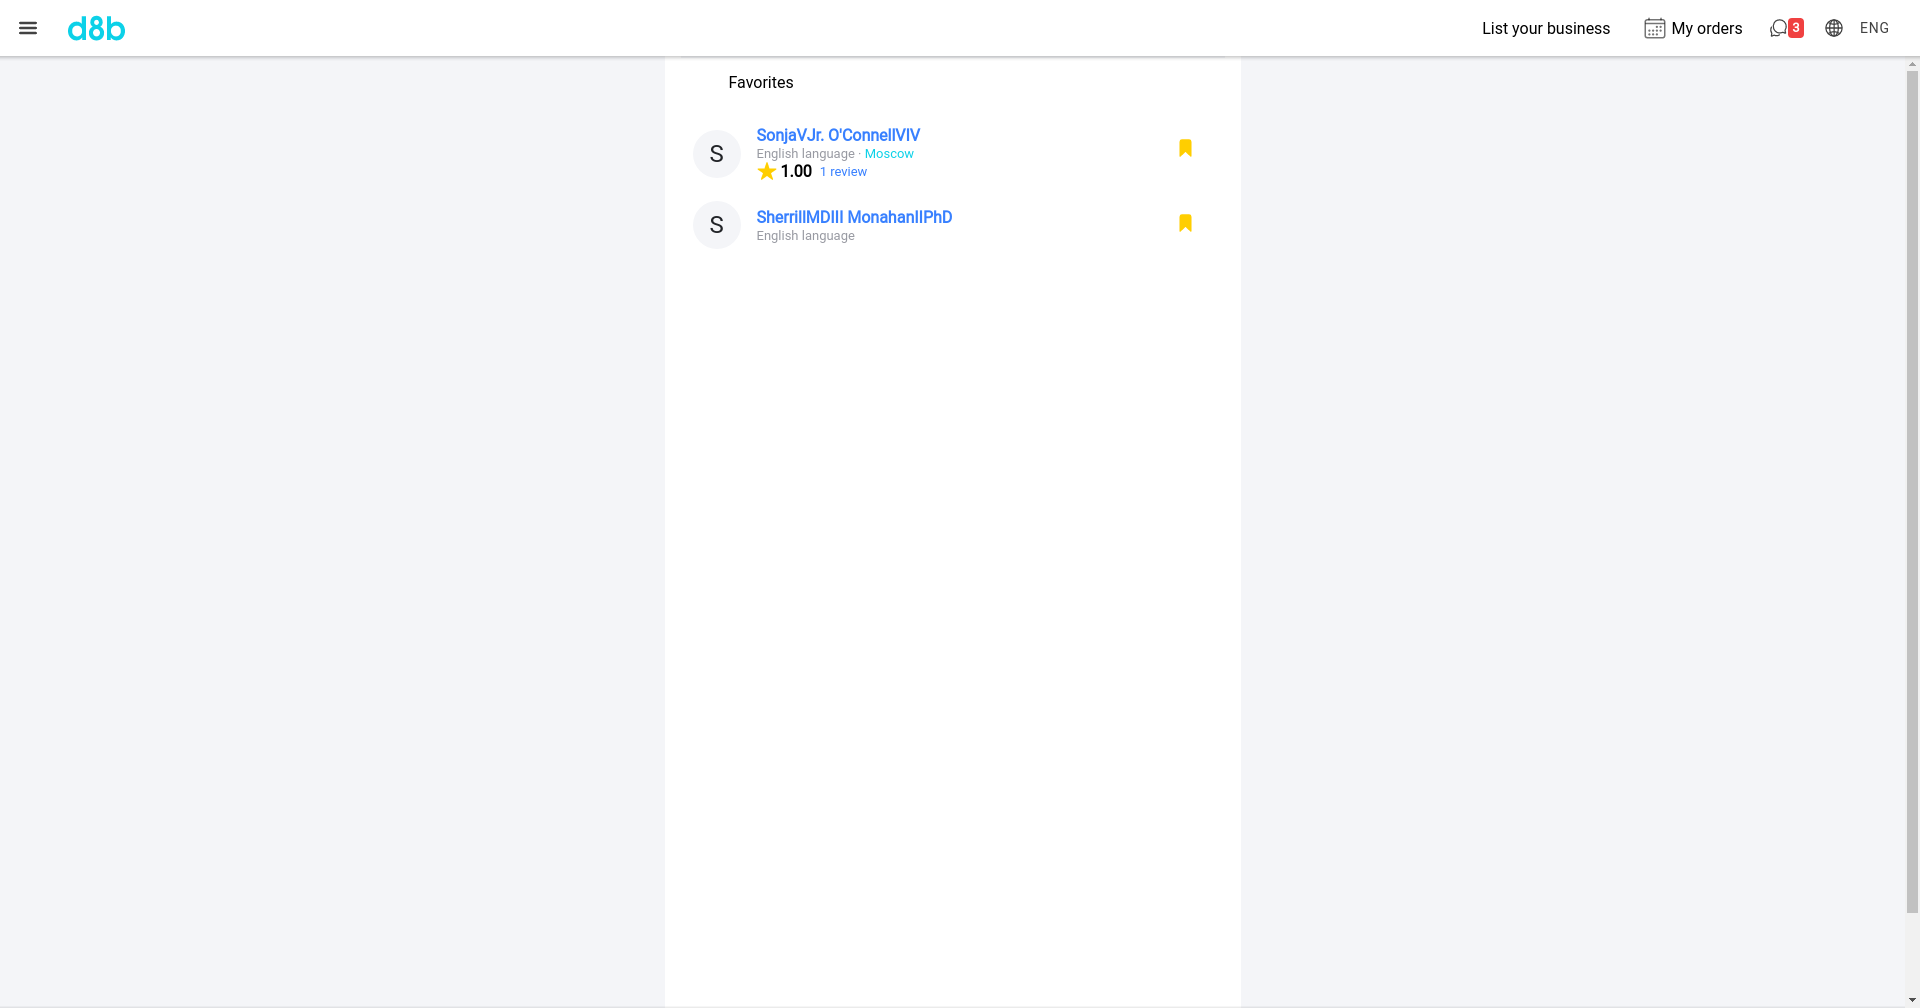 d8b List your business My orders 3 ENG
Favorites
S SonjaVJr. O'ConnellVIV
English language · Moscow
1.00 1 review
S SherrillMDIII MonahanIIPhD
English language